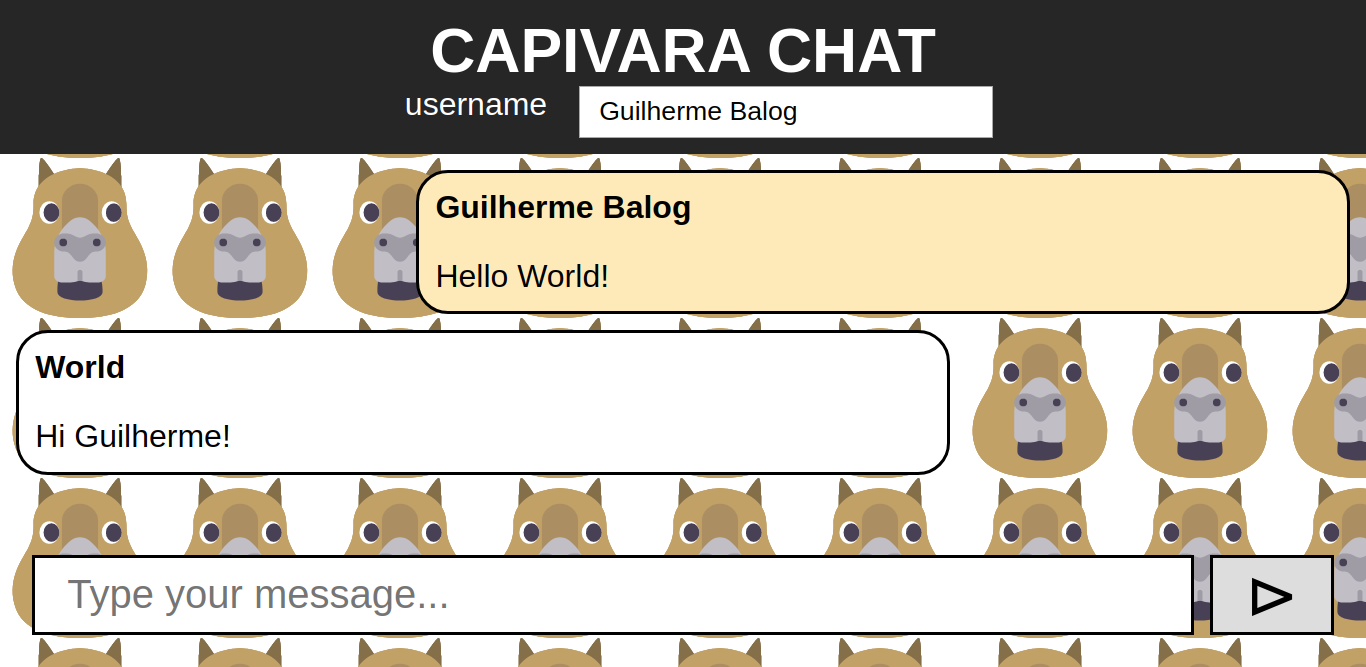 CAPIVARA CHAT
username Guilherme Balog
Guilherme Balog
Hello World!
World
Hi Guilherme!
Type your message...